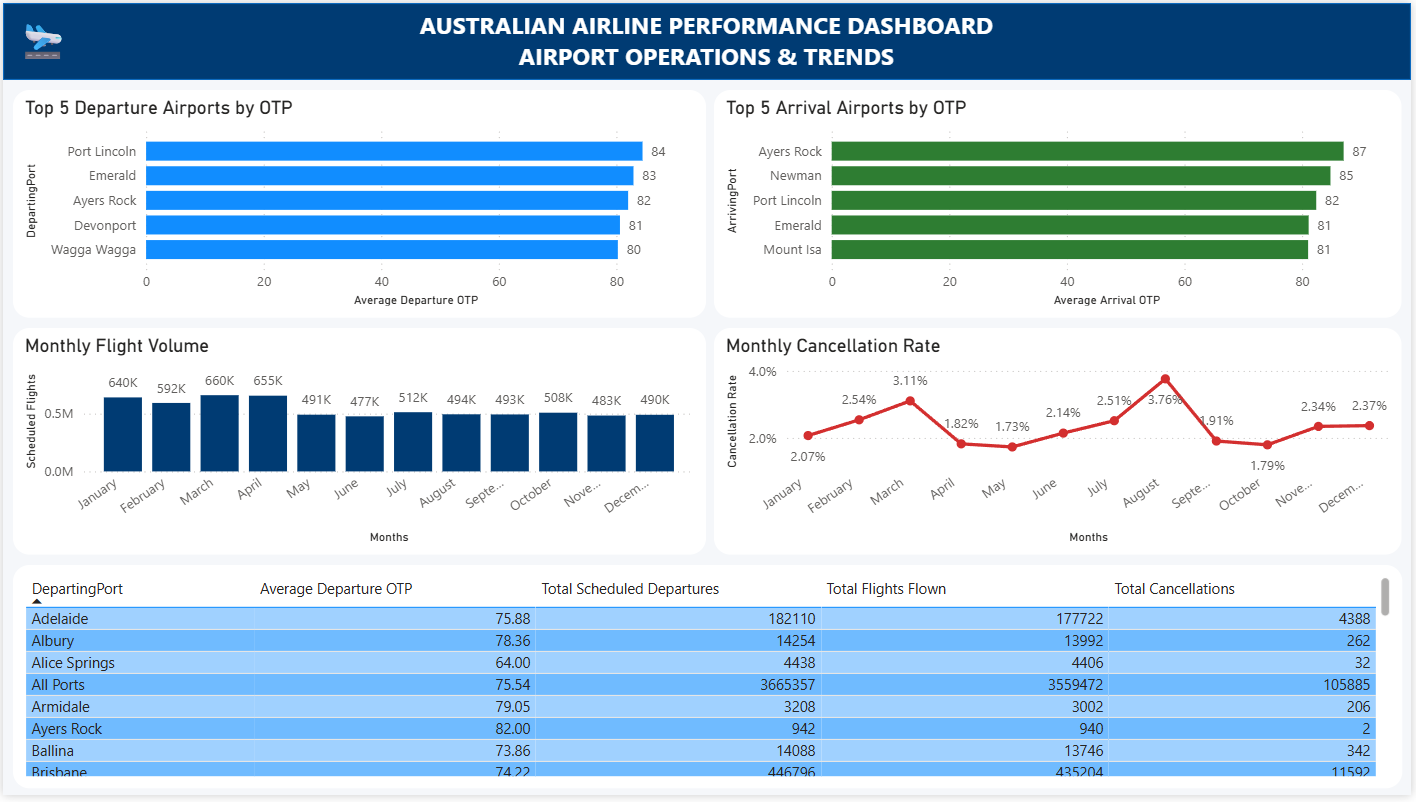 AUSTRALIAN AIRLINE PERFORMANCE DASHBOARD
AIRPORT OPERATIONS & TRENDS
Top 5 Departure Airports by OTP
DepartingPort
Port Lincoln 84
Emerald 83
Ayers Rock 82
Devonport 81
Wagga Wagga 80
0 20 40 60 80
Average Departure OTP
Top 5 Arrival Airports by OTP
ArrivingPort
Ayers Rock 87
Newman 85
Port Lincoln 82
Emerald 81
Mount Isa 81
0 20 40 60 80
Average Arrival OTP
Monthly Flight Volume
Scheduled Flights
0.5M
0.0M
640K 592K 660K 655K 491K 477K 512K 494K 493K 508K 483K 490K
January February March April May June July August Septe... October Nove... Decem...
Months
Monthly Cancellation Rate
Cancellation Rate
4.0%
2.0%
2.07% 2.54% 3.11% 1.82% 1.73% 2.14% 2.51% 3.76% 1.91% 1.79% 2.34% 2.37%
January February March April May June July August Septe... October Nove... Decem...
Months
DepartingPort Average Departure OTP Total Scheduled Departures Total Flights Flown Total Cancellations
Adelaide 75.88 182110 177722 4388
Albury 78.36 14254 13992 262
Alice Springs 64.00 4438 4406 32
All Ports 75.54 3665357 3559472 105885
Armidale 79.05 3208 3002 206
Ayers Rock 82.00 942 940 2
Ballina 73.86 14088 13746 342
Brisbane 74.22 446796 435204 11592